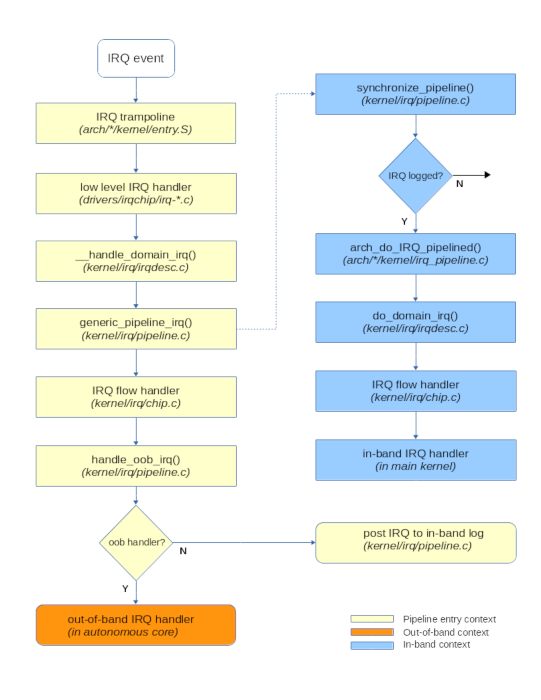 IRQ event
IRQ trampoline
(arch/*/kernel/entry.S)
low level IRQ handler
(drivers/irqchip/irq-*.c)
__handle_domain_irq()
(kernel/irq/irqdesc.c)
generic_pipeline_irq()
(kernel/irq/pipeline.c)
IRQ flow handler
(kernel/irq/chip.c)
handle_oob_irq()
(kernel/irq/pipeline.c)
oob handler?
N
Y
out-of-band IRQ handler
(in autonomous core)
synchronize_pipeline()
(kernel/irq/pipeline.c)
IRQ logged?
N
Y
arch_do_IRQ_pipelined()
(arch/*/kernel/irq_pipeline.c)
do_domain_irq()
(kernel/irq/irqdesc.c)
IRQ flow handler
(kernel/irq/chip.c)
in-band IRQ handler
(in main kernel)
post IRQ to in-band log
(kernel/irq/pipeline.c)
Pipeline entry context
Out-of-band context
In-band context